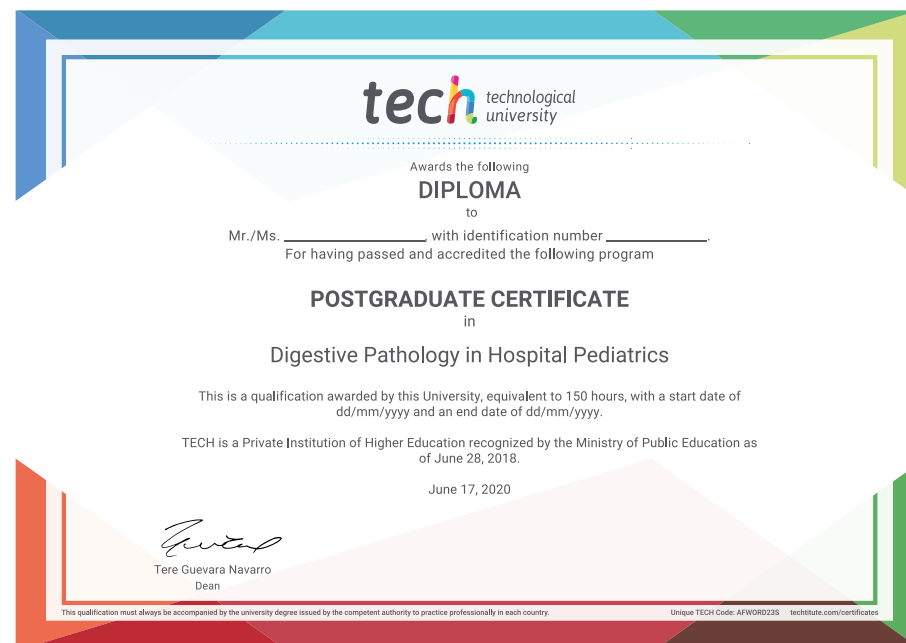 tech technological
university
Awards the following
DIPLOMA
to
Mr./Ms. ____________, with identification number ____________.
For having passed and accredited the following program
POSTGRADUATE CERTIFICATE
in
Digestive Pathology in Hospital Pediatrics
This is a qualification awarded by this University, equivalent to 150 hours, with a start date of
dd/mm/yyyy and an end date of dd/mm/yyyy.
TECH is a Private Institution of Higher Education recognized by the Ministry of Public Education as
of June 28, 2018.
June 17, 2020
Tere Guevara Navarro
Dean
This qualification must always be accompanied by the university degree issued by the competent authority to practice professionally in each country. Unique TECH Code: AFWORD23S techtitute.com/certificates